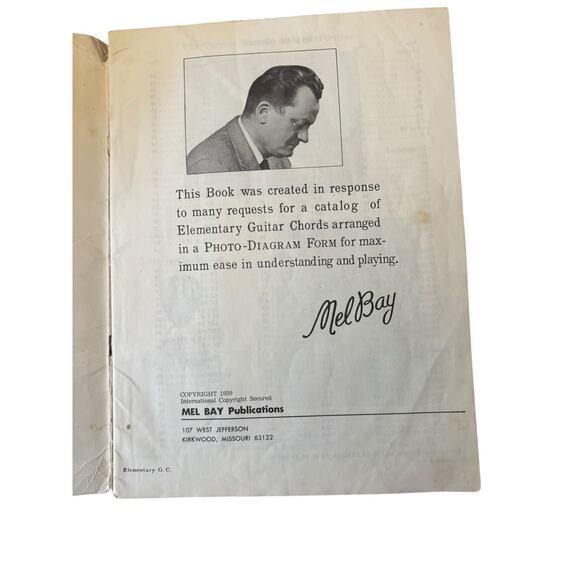 This Book was created in response
to many requests for a catalog of
Elementary Guitar Chords arranged
in a PHOTO-DIAGRAM FORM for max-
imum ease in understanding and playing.
Mel Bay
COPYRIGHT 1959
International Copyright Secured
MEL BAY Publications
107 WEST JEFFERSON
KIRKWOOD, MISSOURI 63122
Elementary G. C.